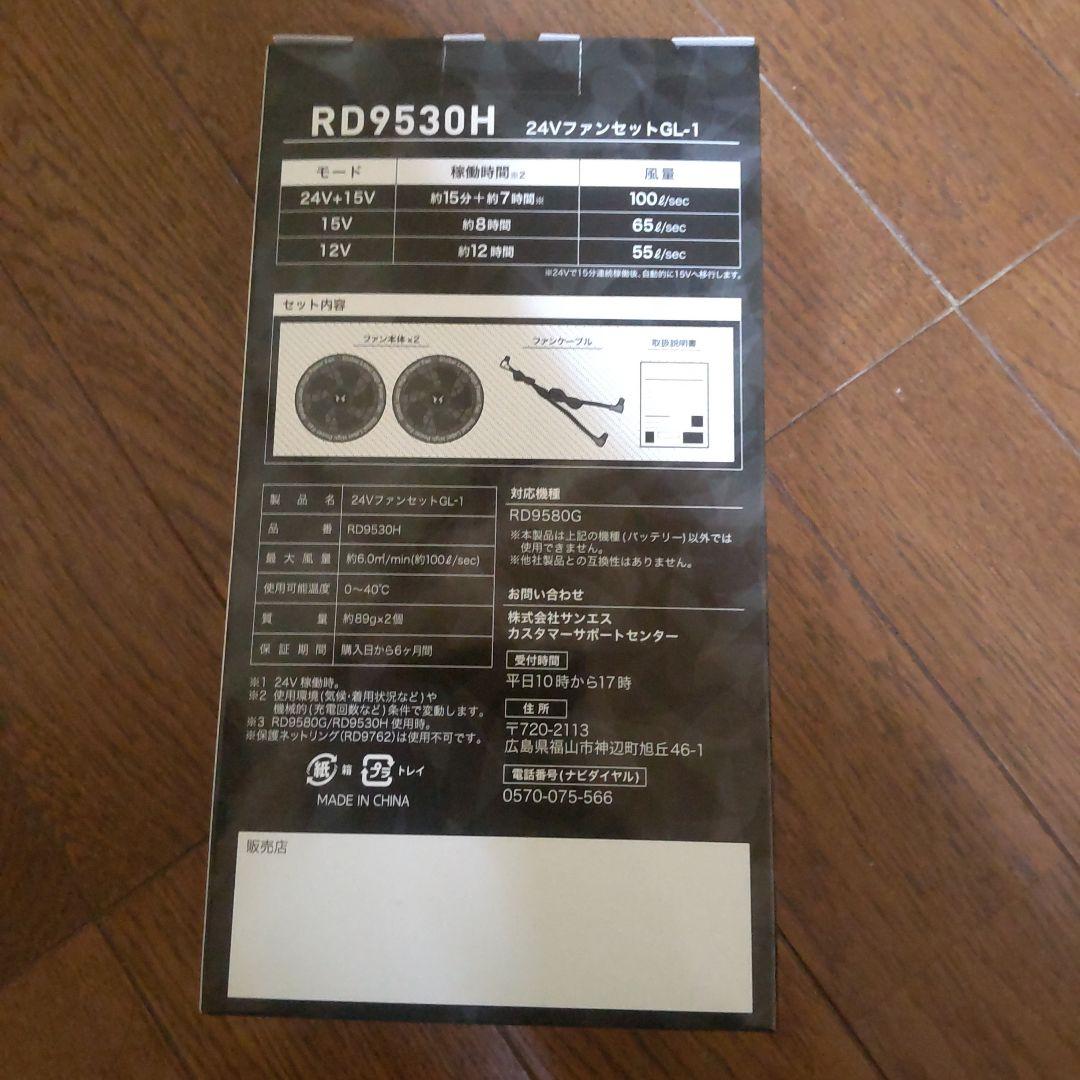 RD9530H 24VファンセットGL-1
モード 稼働時間※2 風量
24V+15V 約15分+約7時間※ 100ℓ/sec
15V 約8時間 65ℓ/sec
12V 約12時間 55ℓ/sec
※24Vで15分連続稼働後、自動的に15Vへ移行します。
セット内容
ファン本体×2 ファンケーブル 取扱説明書
製品名 24VファンセットGL-1
品番 RD9530H
最大風量 約6.0㎥/min(約100ℓ/sec)
使用可能温度 0〜40℃
質量 約89g×2個
保証期間 購入日から6ヶ月間
※1 24V 稼働時。
※2 使用環境(気候・着用状況など)や
機械的(充電回数など)条件で変動します。
※3 RD9580G/RD9530H 使用時。
※保護ネットリング(RD9762)は使用不可です。
紙 箱 プラ トレイ
MADE IN CHINA
対応機種
RD9580G
※本製品は上記の機種(バッテリー)以外では
使用できません。
※他社製品との互換性はありません。
お問い合わせ
株式会社サンエス
カスタマーサポートセンター
受付時間
平日10時から17時
住所
〒720-2113
広島県福山市神辺町旭丘46-1
電話番号(ナビダイヤル)
0570-075-566
販売店